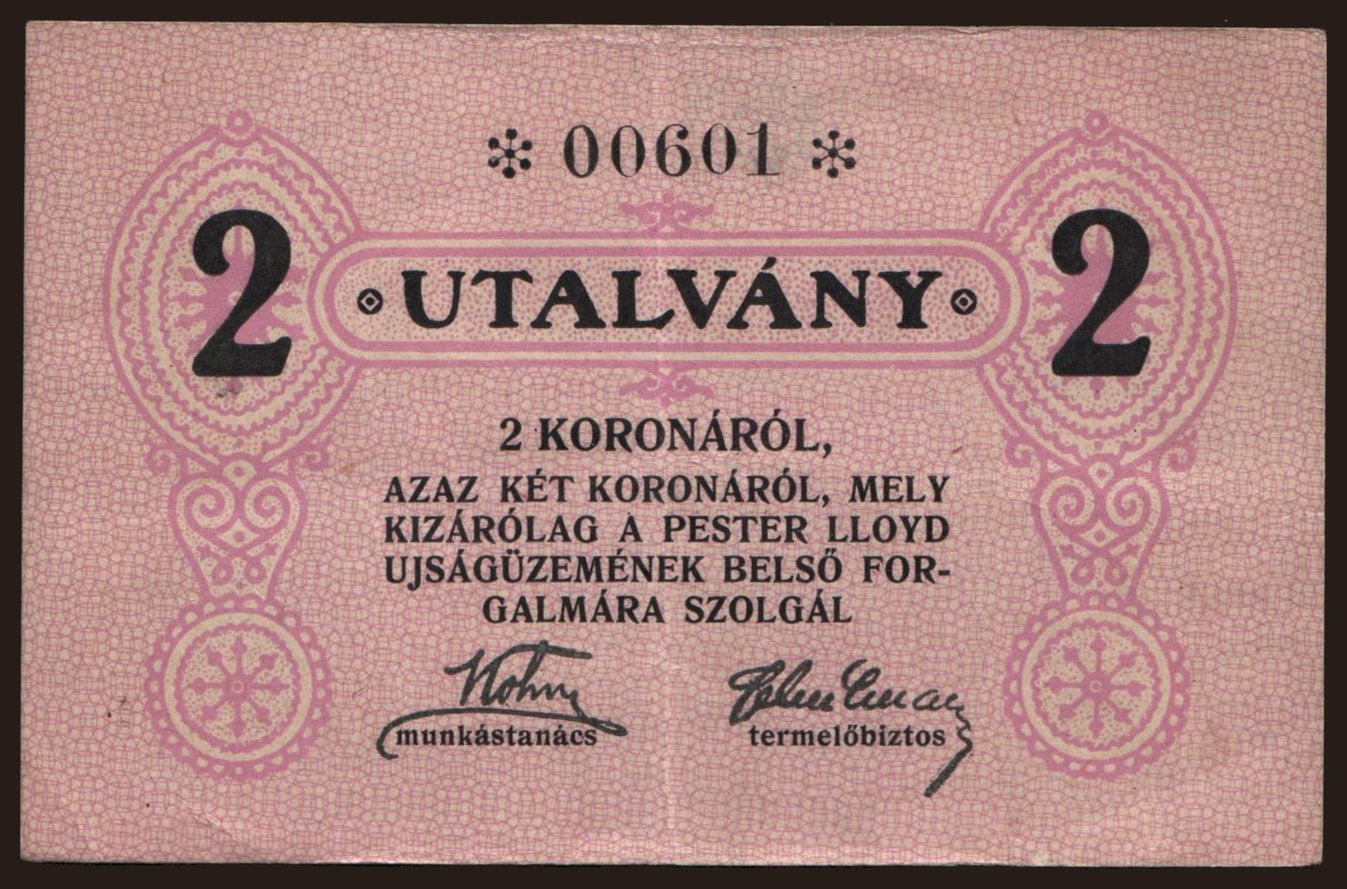 * 00601 *
2 UTALVÁNY 2
2 KORONÁRÓL,
AZAZ KÉT KORONÁRÓL, MELY
KIZÁRÓLAG A PESTER LLOYD
UJSÁGÜZEMÉNEK BELSŐ FOR-
GALMÁRA SZOLGÁL
munkástanács termelőbiztos